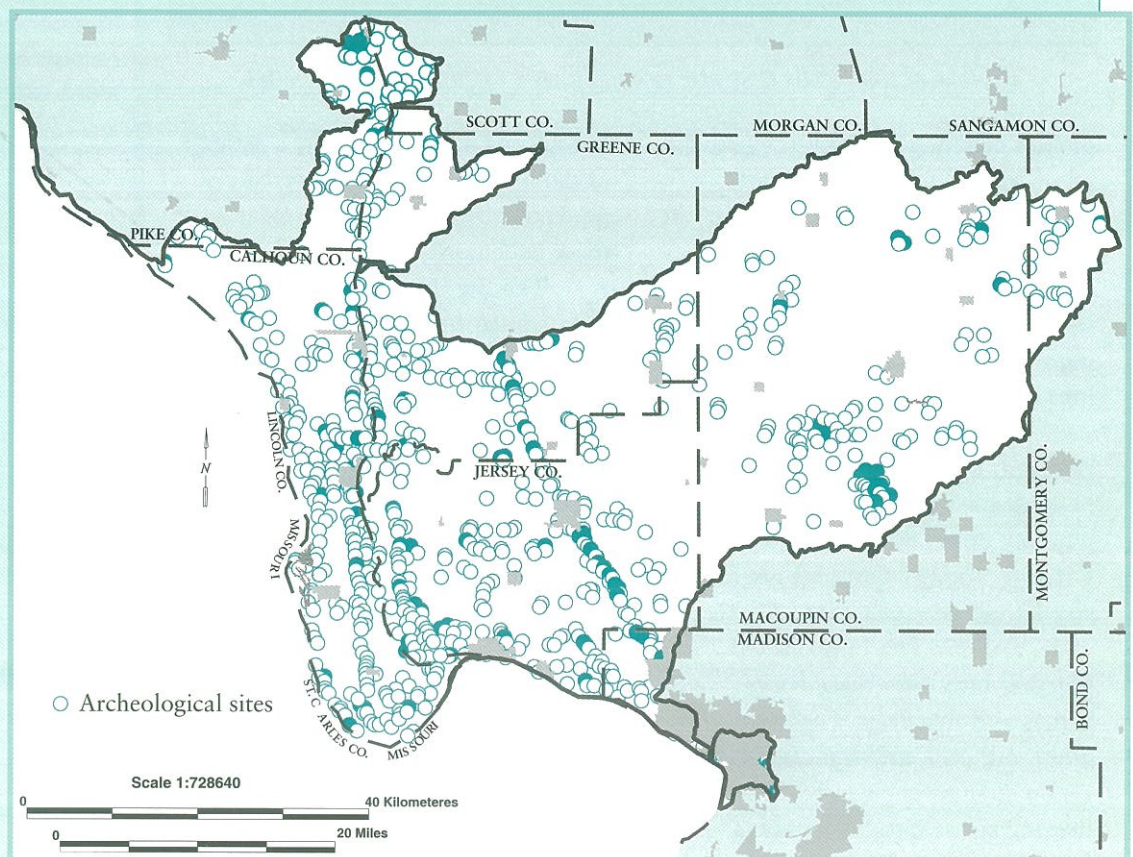 SCOTT CO.
MORGAN CO.
SANGAMON CO.
GREENE CO.
PIKE CO.
CALHOUN CO.
LINCOLN CO.
MISSOURI
N
JERSEY CO.
MONTGOMERY CO.
MACOUPIN CO.
MADISON CO.
BOND CO.
ST. C ARLES CO.
MIS SOURI
Archeological sites
Scale 1:728640
0 40 Kilometeres
0 20 Miles